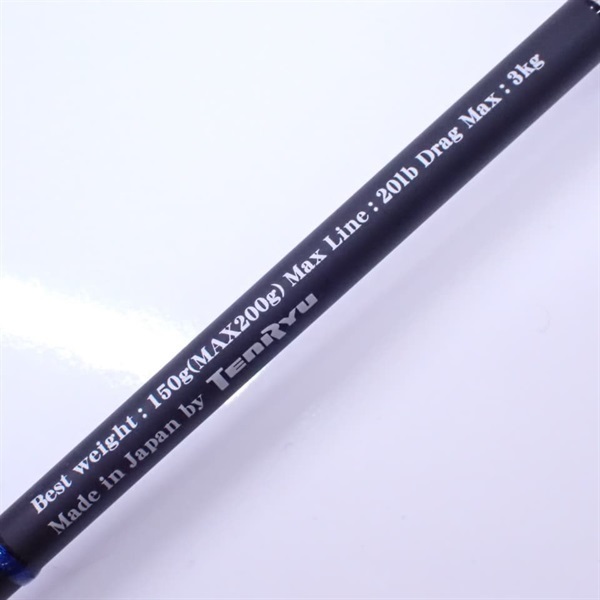 Best weight : 150g(MAX200g) Max Line : 20lb Drag Max : 3kg
Made in Japan by TENRYU